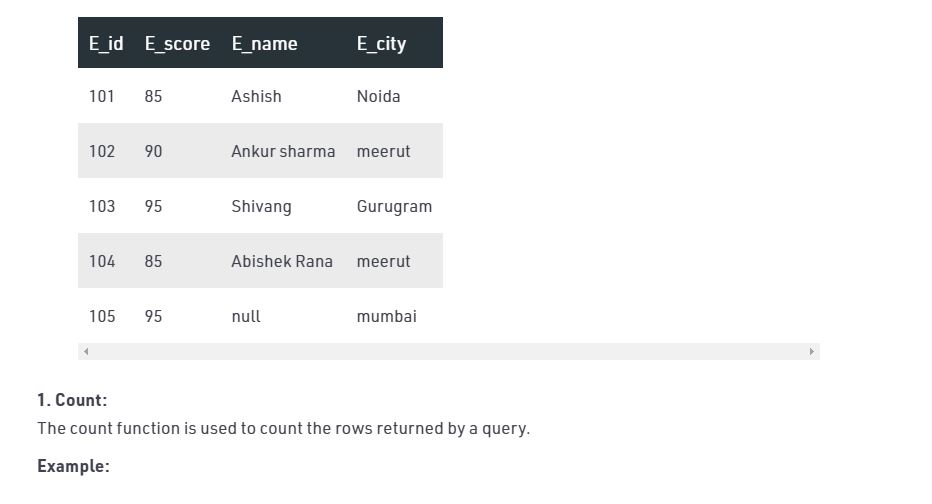 E_id E_score E_name E_city
101 85 Ashish Noida
102 90 Ankur sharma meerut
103 95 Shivang Gurugram
104 85 Abishek Rana meerut
105 95 null mumbai
1. Count:
The count function is used to count the rows returned by a query.
Example: